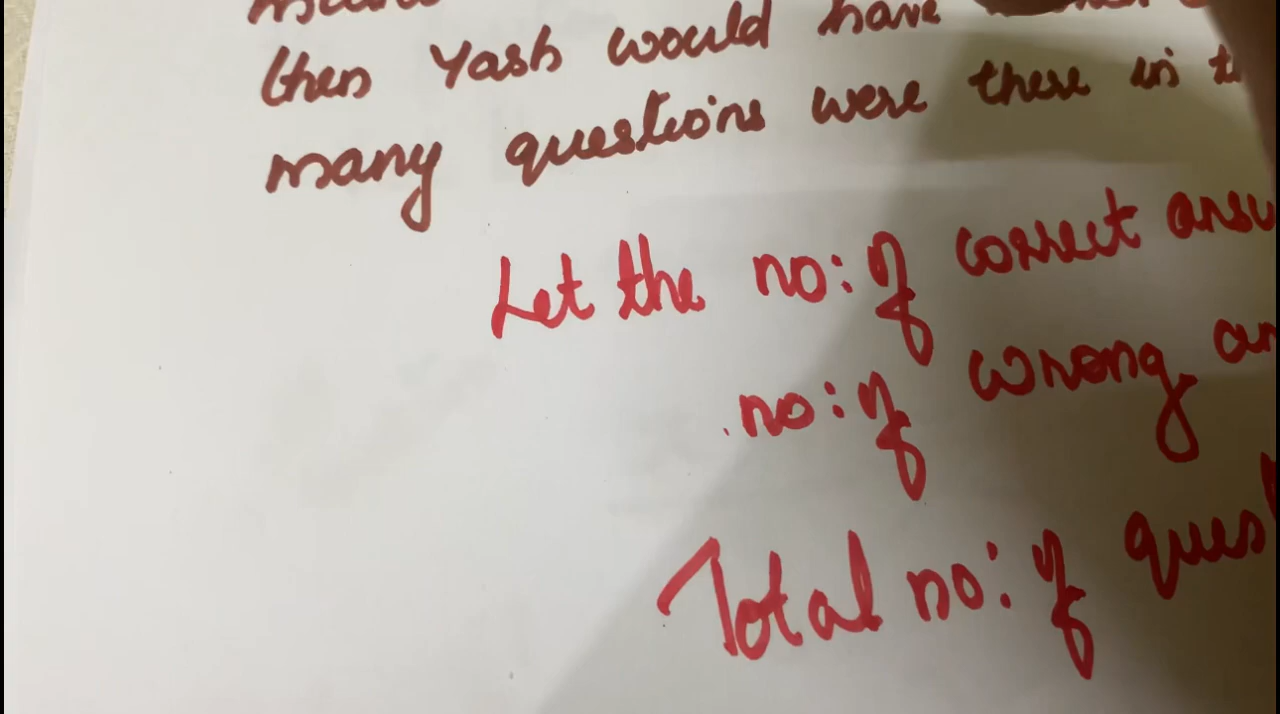 then Yash would have
many questions were there in
Let the no: of correct
no: of wrong
Total no: of